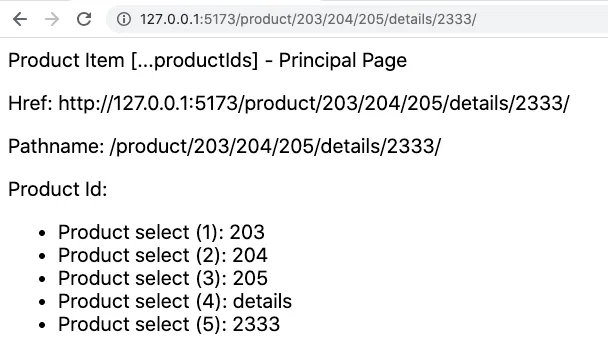 127.0.0.1:5173/product/203/204/205/details/2333/
Product Item [...productIds] - Principal Page
Href: http://127.0.0.1:5173/product/203/204/205/details/2333/
Pathname: /product/203/204/205/details/2333/
Product Id:
• Product select (1): 203
• Product select (2): 204
• Product select (3): 205
• Product select (4): details
• Product select (5): 2333